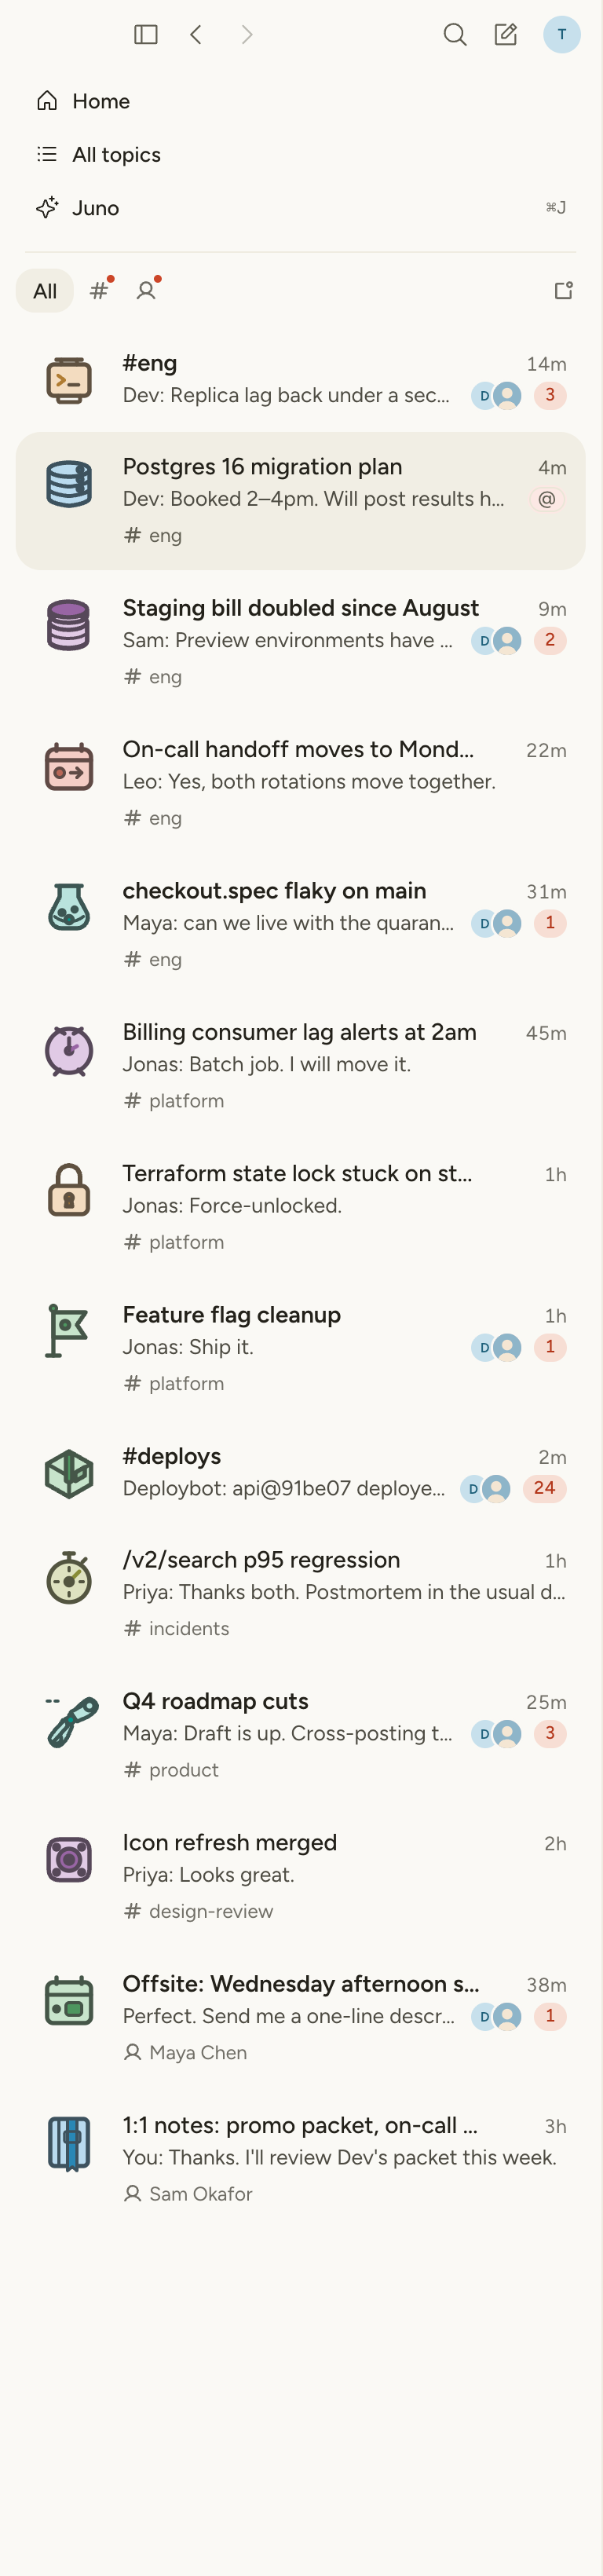 T
Home
All topics
Juno ⌘J
All
#eng 14m
Dev: Replica lag back under a sec... D 3
Postgres 16 migration plan 4m
Dev: Booked 2–4pm. Will post results h... @
# eng
Staging bill doubled since August 9m
Sam: Preview environments have ... D 2
# eng
On-call handoff moves to Mond... 22m
Leo: Yes, both rotations move together.
# eng
checkout.spec flaky on main 31m
Maya: can we live with the quaran... D 1
# eng
Billing consumer lag alerts at 2am 45m
Jonas: Batch job. I will move it.
# platform
Terraform state lock stuck on st... 1h
Jonas: Force-unlocked.
# platform
Feature flag cleanup 1h
Jonas: Ship it. D 1
# platform
#deploys 2m
Deploybot: api@91be07 deploye... D 24
/v2/search p95 regression 1h
Priya: Thanks both. Postmortem in the usual d...
# incidents
Q4 roadmap cuts 25m
Maya: Draft is up. Cross-posting t... D 3
# product
Icon refresh merged 2h
Priya: Looks great.
# design-review
Offsite: Wednesday afternoon s... 38m
Perfect. Send me a one-line descr... D 1
Maya Chen
1:1 notes: promo packet, on-call ... 3h
You: Thanks. I'll review Dev's packet this week.
Sam Okafor